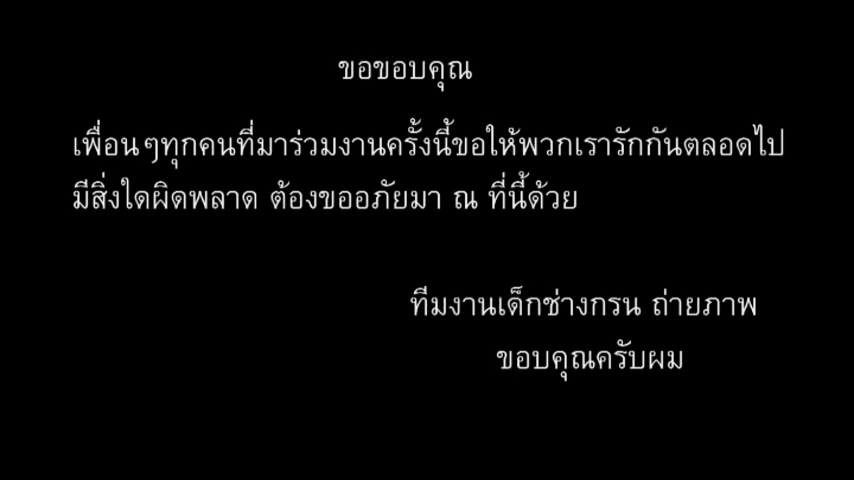 ขอขอบคุณ
เพื่อนๆทุกคนที่มาร่วมงานครั้งนี้ขอให้พวกเรารักกันตลอดไป
มีสิ่งใดผิดพลาด ต้องขออภัยมา ณ ที่นี้ด้วย
ทีมงานเด็กช่างกรน ถ่ายภาพ
ขอบคุณครับผม